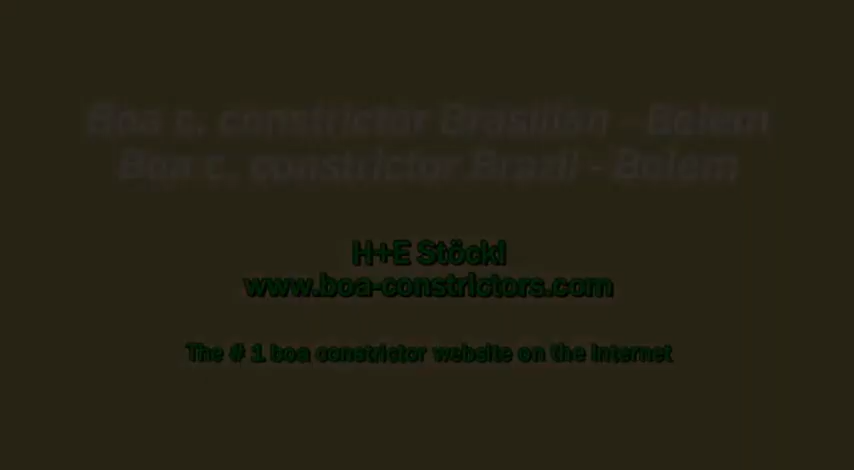 Boa c. constrictor Brasilien - Belem
Boa c. constrictor Brazil - Belem
H+E Stöckl
www.boa-constrictors.com
The # 1 boa constrictor website on the Internet